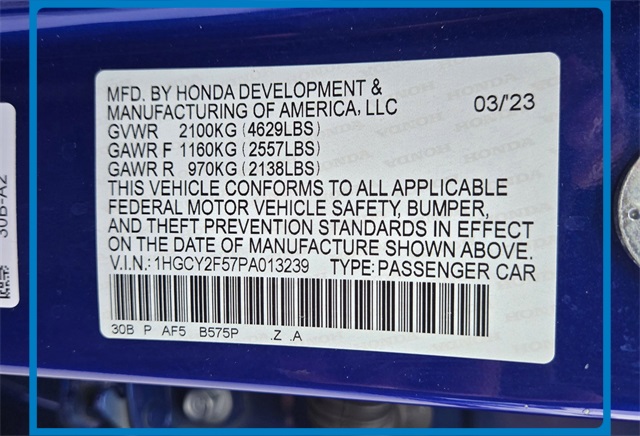 MFD. BY HONDA DEVELOPMENT &
MANUFACTURING OF AMERICA, LLC 03/23
GVWR 2100KG (4629LBS)
GAWR F 1160KG (2557LBS)
GAWR R 970KG (2138LBS)
THIS VEHICLE CONFORMS TO ALL APPLICABLE
FEDERAL MOTOR VEHICLE SAFETY, BUMPER,
AND THEFT PREVENTION STANDARDS IN EFFECT
ON THE DATE OF MANUFACTURE SHOWN ABOVE.
V.I.N.: 1HGCY2F57PA013239 TYPE: PASSENGER CAR
30B P AF5 B575P .Z .A
30B-A2